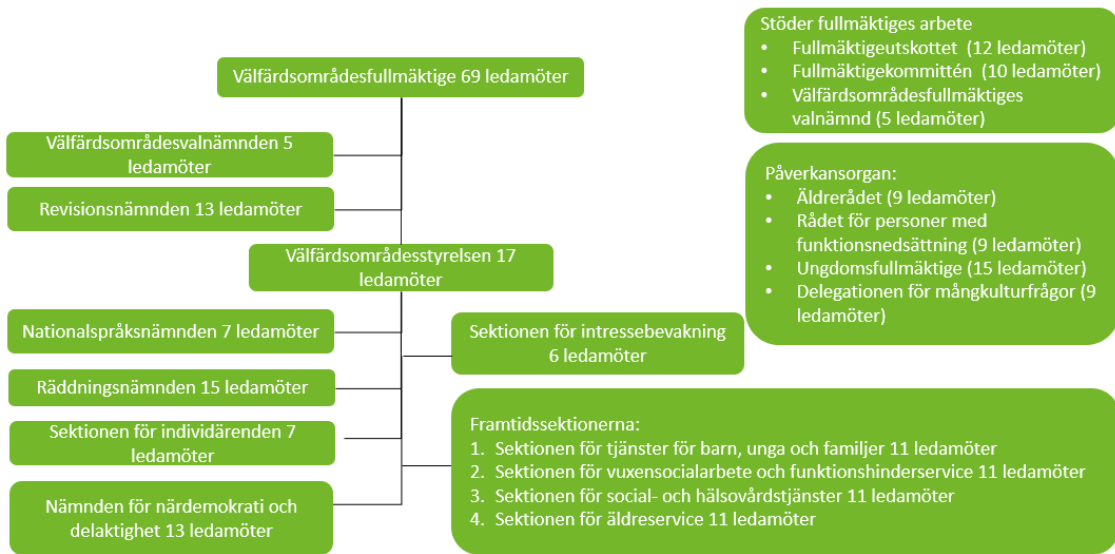 Välfärdsområdesfullmäktige 69 ledamöter
Välfärdsområdesvalnämnden 5
ledamöter
Revisionsnämnden 13 ledamöter
Välfärdsområdesstyrelsen 17
ledamöter
Nationalspråksnämnden 7 ledamöter
Räddningsnämnden 15 ledamöter
Sektionen för individärenden 7
ledamöter
Nämnden för närdemokrati och
delaktighet 13 ledamöter
Sektionen för intressebevakning
6 ledamöter
Framtidssektionerna:
1. Sektionen för tjänster för barn, unga och familjer 11 ledamöter
2. Sektionen för vuxensocialarbete och funktionshinderservice 11 ledamöter
3. Sektionen för social- och hälsovårdstjänster 11 ledamöter
4. Sektionen för äldreservice 11 ledamöter
Stöder fullmäktiges arbete
• Fullmäktigeutskottet (12 ledamöter)
• Fullmäktigekommittén (10 ledamöter)
• Välfärdsområdesfullmäktiges
valnämnd (5 ledamöter)
Påverkansorgan:
• Äldrerådet (9 ledamöter)
• Rådet för personer med
funktionsnedsättning (9 ledamöter)
• Ungdomsfullmäktige (15 ledamöter)
• Delegationen för mångkulturfrågor (9
ledamöter)